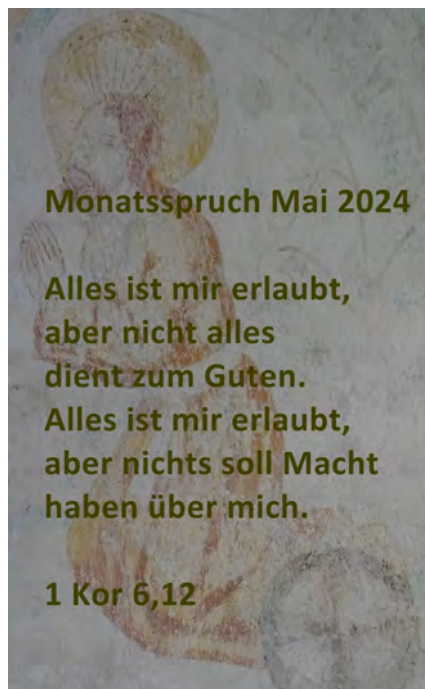 Monatsspruch Mai 2024
Alles ist mir erlaubt,
aber nicht alles
dient zum Guten.
Alles ist mir erlaubt,
aber nichts soll Macht
haben über mich.
1 Kor 6,12